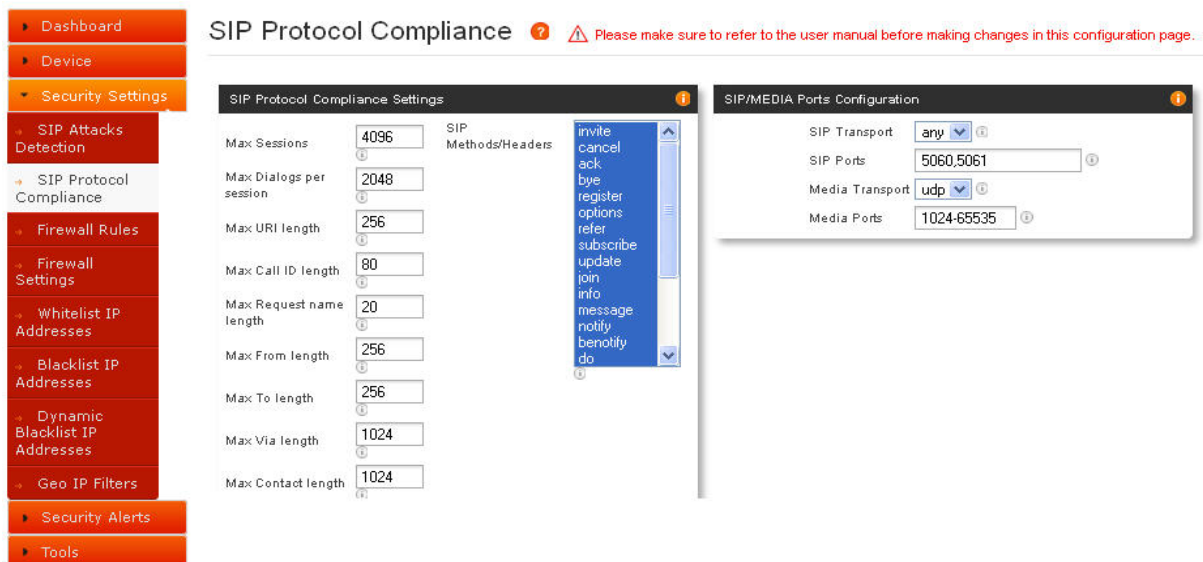 Dashboard
Device
Security Settings
SIP Attacks
Detection
SIP Protocol
Compliance
Firewall Rules
Firewall
Settings
Whitelist IP
Addresses
Blacklist IP
Addresses
Dynamic
Blacklist IP
Addresses
Geo IP Filters
Security Alerts
Tools
SIP Protocol Compliance ?
Please make sure to refer to the user manual before making changes in this configuration page.
SIP Protocol Compliance Settings
Max Sessions 4096
Max Dialogs per
session 2048
Max URI length 256
Max Call ID length 80
Max Request name
length 20
Max From length 256
Max To length 256
Max Via length 1024
Max Contact length 1024
SIP
Methods/Headers
invite
cancel
ack
bye
register
options
refer
subscribe
update
join
info
message
notify
benotify
do
SIP/MEDIA Ports Configuration
SIP Transport any
SIP Ports 5060,5061
Media Transport udp
Media Ports 1024-65535